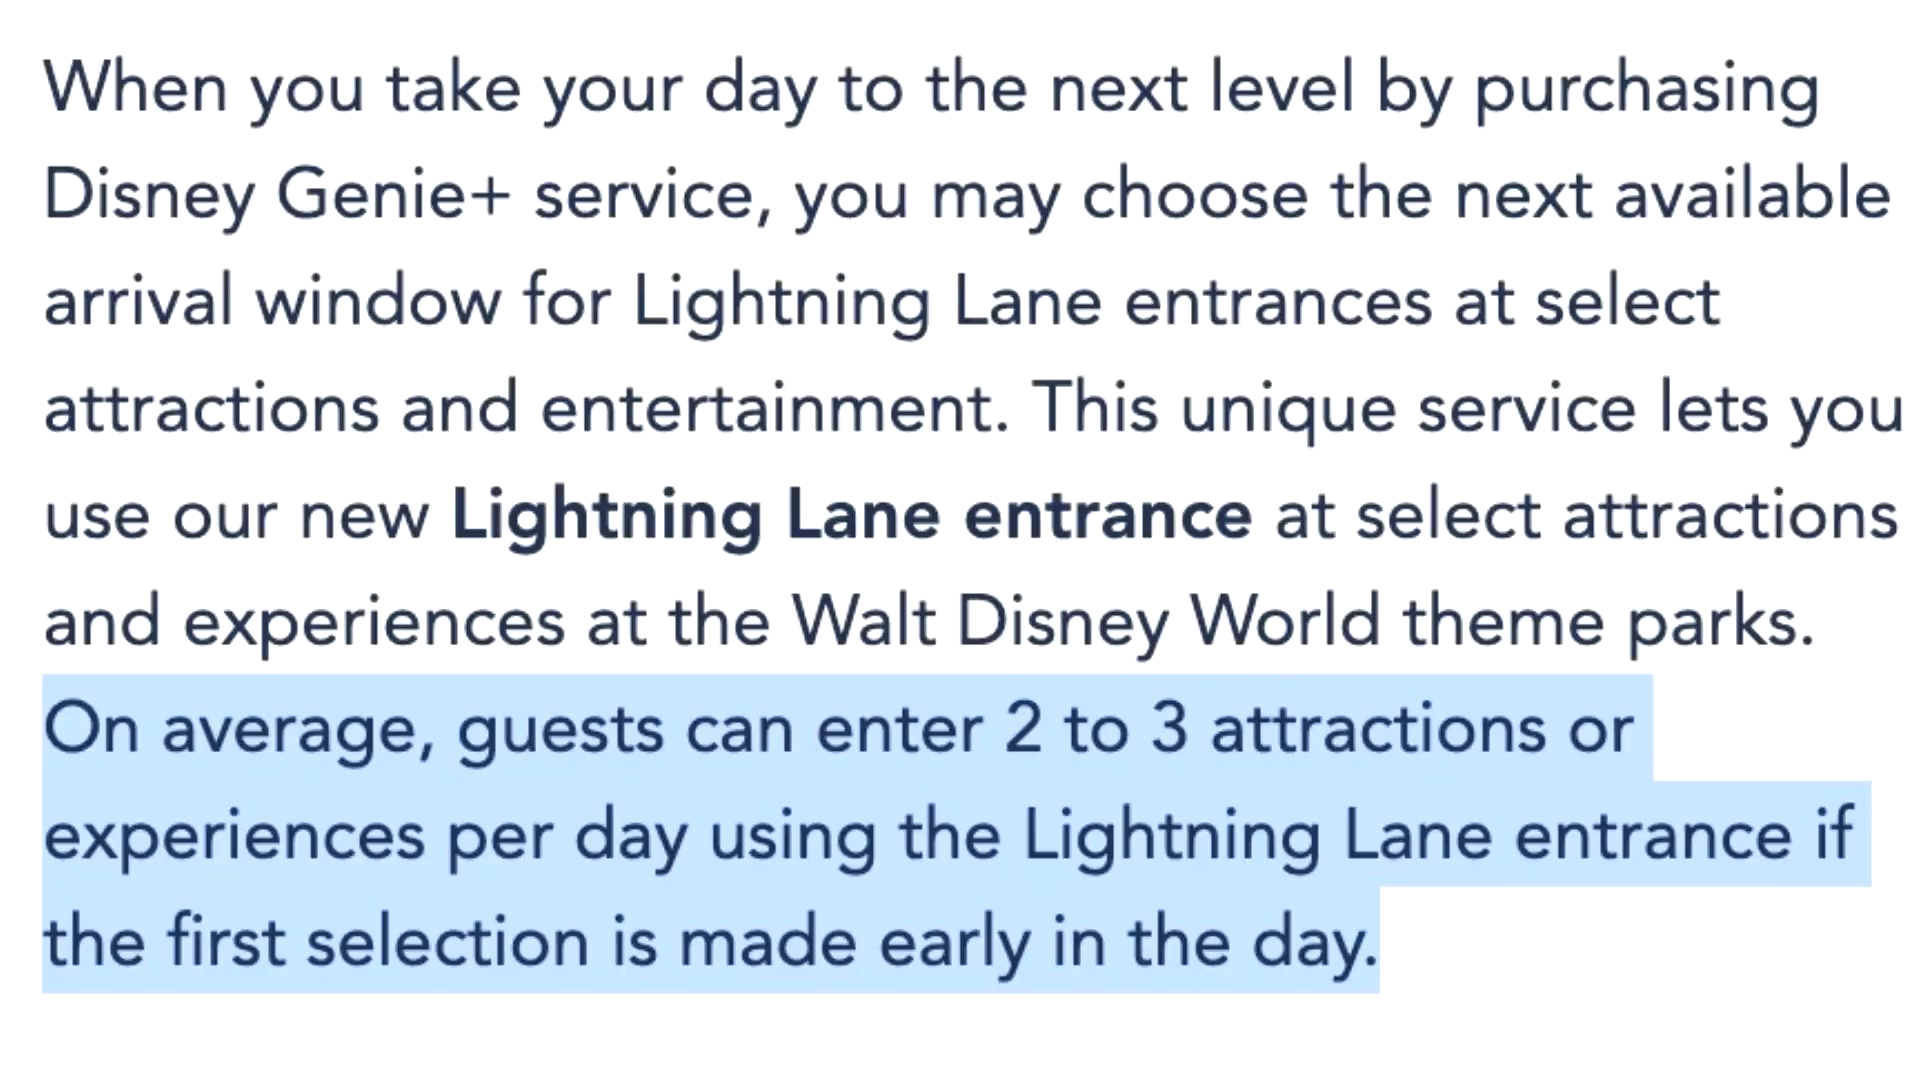 When you take your day to the next level by purchasing
Disney Genie+ service, you may choose the next available
arrival window for Lightning Lane entrances at select
attractions and entertainment. This unique service lets you
use our new Lightning Lane entrance at select attractions
and experiences at the Walt Disney World theme parks.
On average, guests can enter 2 to 3 attractions or
experiences per day using the Lightning Lane entrance if
the first selection is made early in the day.